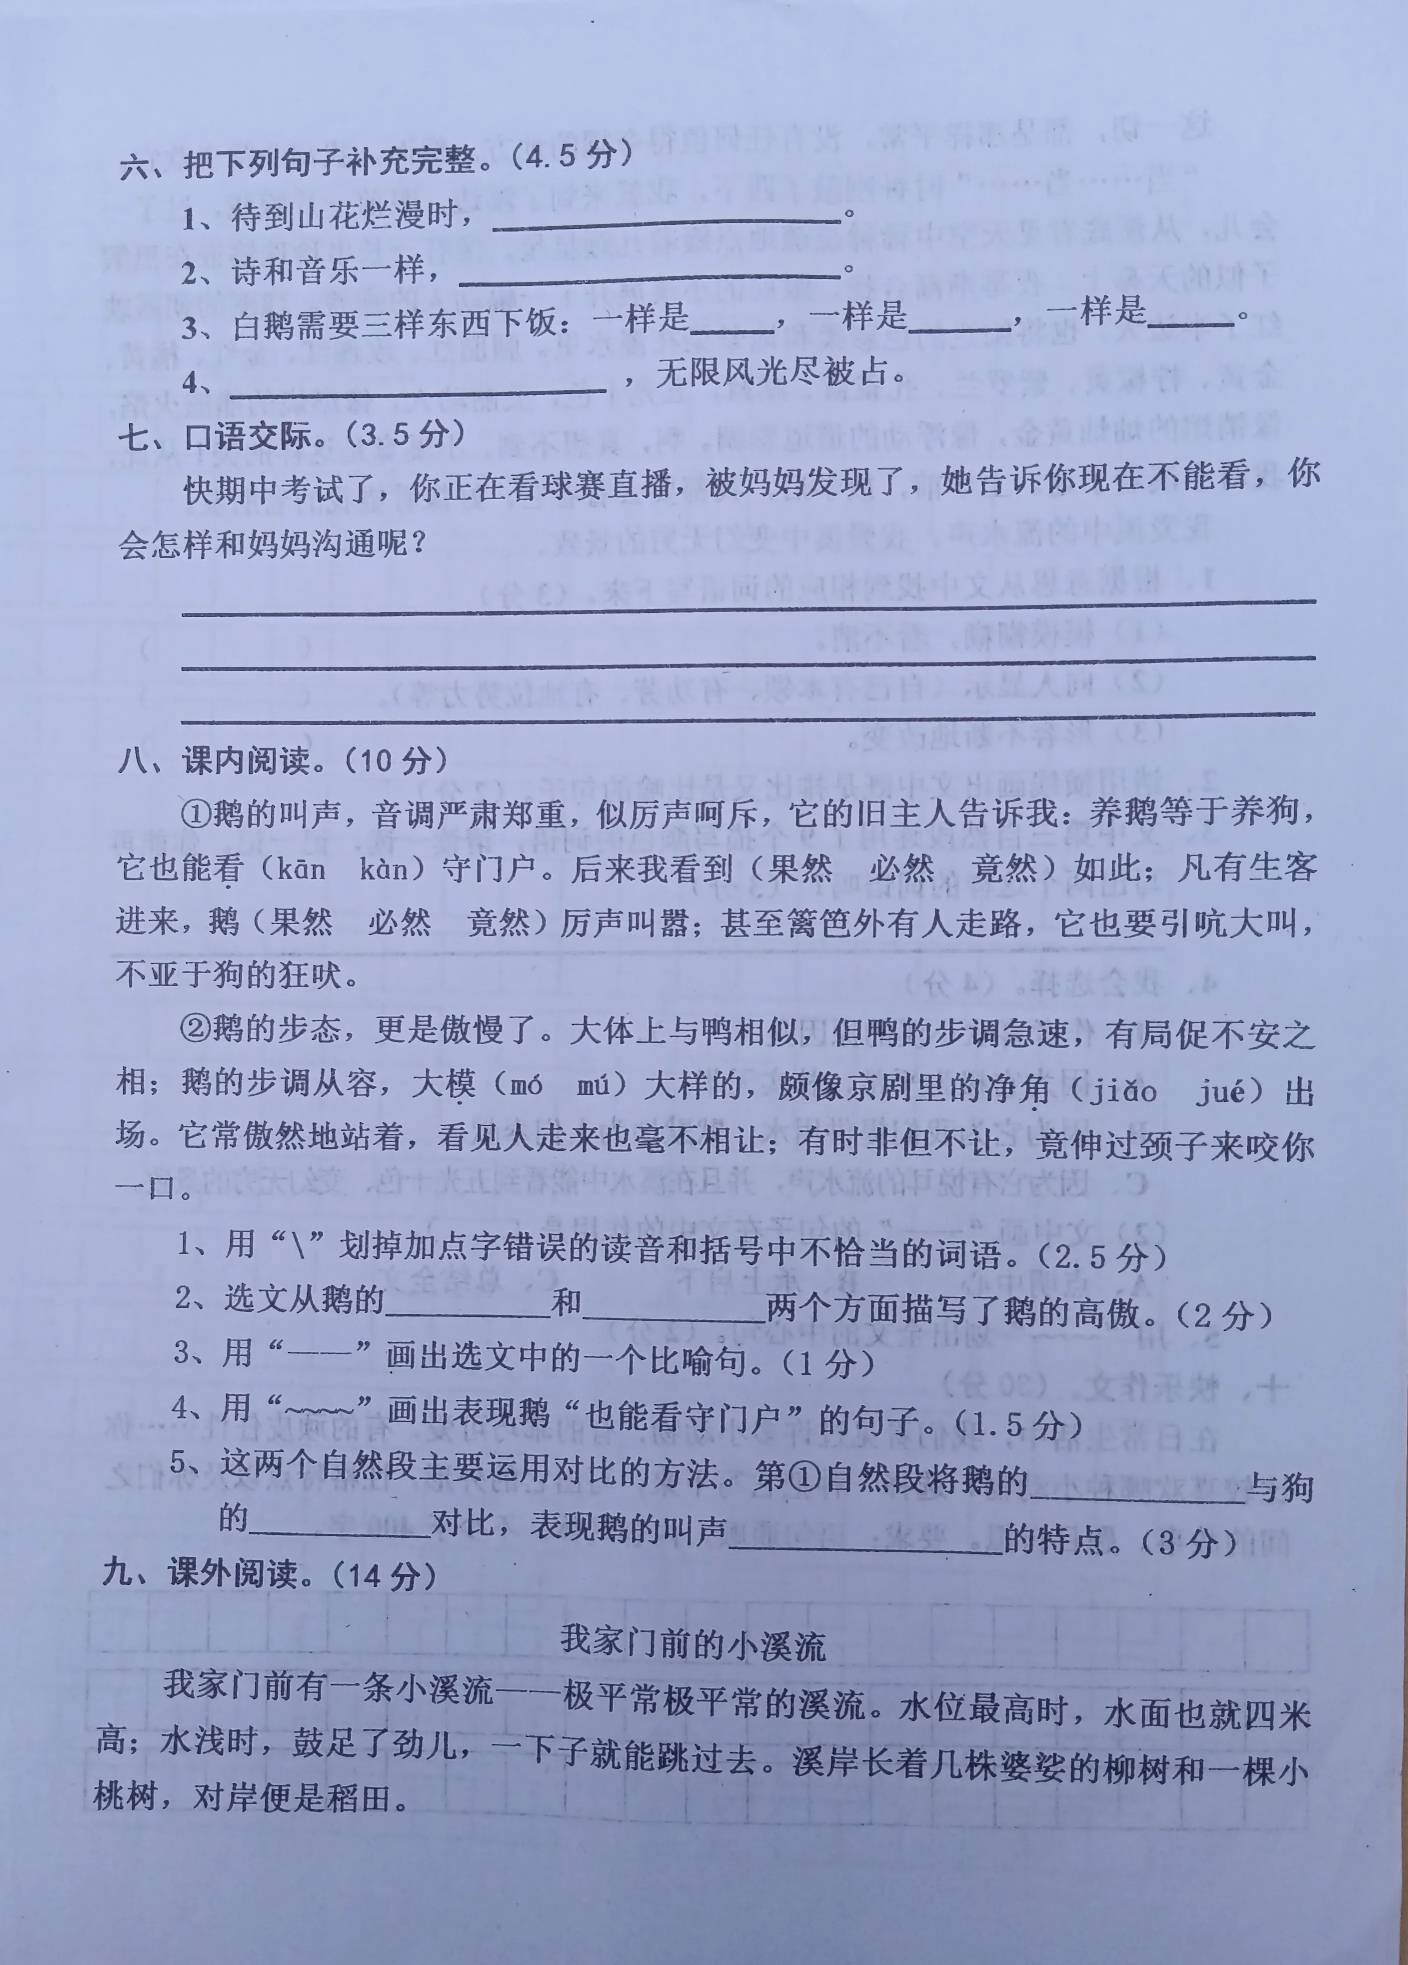 六、把下列句子补充完整。（4.5 分）
1、待到山花烂漫时，____________________。
2、诗和音乐一样，______________________。
3、白鹅需要三样东西下饭：一样是_____，一样是______，一样是_____。
4、______________________，无限风光尽被占。
七、口语交际。（3.5 分）
快期中考试了，你正在看球赛直播，被妈妈发现了，她告诉你现在不能看，你
会怎样和妈妈沟通呢？
八、课内阅读。（10 分）
①鹅的叫声，音调严肃郑重，似厉声呵斥，它的旧主人告诉我：养鹅等于养狗，
它也能看（kān　kàn）守门户。后来我看到（果然　必然　竟然）如此；凡有生客
进来，鹅（果然　必然　竟然）厉声叫嚣；甚至篱笆外有人走路，它也要引吭大叫，
不亚于狗的狂吠。
②鹅的步态，更是傲慢了。大体上与鸭相似，但鸭的步调急速，有局促不安之
相；鹅的步调从容，大模（mó　mú）大样的，颇像京剧里的净角（jiǎo　jué）出
场。它常傲然地站着，看见人走来也毫不相让；有时非但不让，竟伸过颈子来咬你
一口。
1、用“\”划掉加点字错误的读音和括号中不恰当的词语。（2.5 分）
2、选文从鹅的__________和___________两个方面描写了鹅的高傲。（2 分）
3、用“——”画出选文中的一个比喻句。（1 分）
4、用“~~~~”画出表现鹅“也能看守门户”的句子。（1.5 分）
5、这两个自然段主要运用对比的方法。第①自然段将鹅的_____________与狗
的___________对比，表现鹅的叫声________________的特点。（3 分）
九、课外阅读。（14 分）
我家门前的小溪流
我家门前有一条小溪流——极平常极平常的溪流。水位最高时，水面也就四米
高；水浅时，鼓足了劲儿，一下子就能跳过去。溪岸长着几株婆娑的柳树和一棵小
桃树，对岸便是稻田。